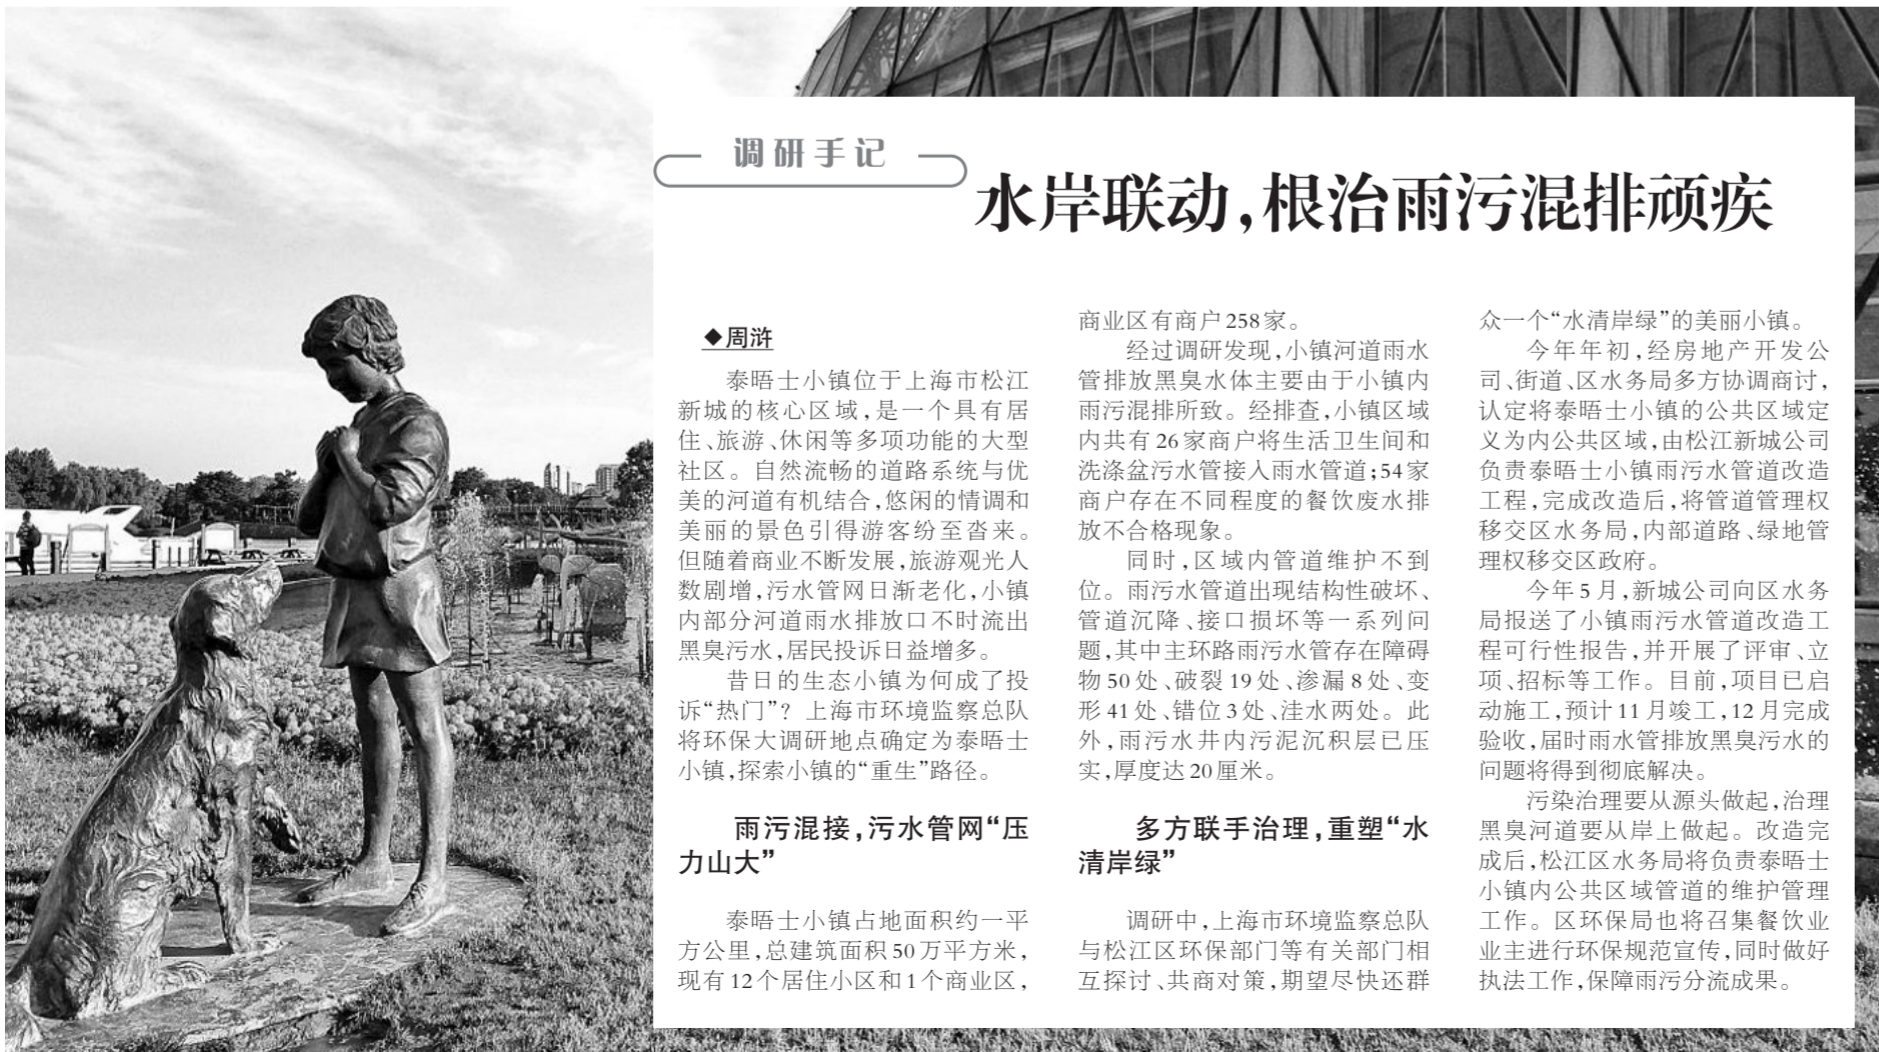 调研手记
水岸联动,根治雨污混排顽疾
◆周浒
泰晤士小镇位于上海市松江
新城的核心区域,是一个具有居
住、旅游、休闲等多项功能的大型
社区。自然流畅的道路系统与优
美的河道有机结合,悠闲的情调和
美丽的景色引得游客纷至沓来。
但随着商业不断发展,旅游观光人
数剧增,污水管网日渐老化,小镇
内部分河道雨水排放口不时流出
黑臭污水,居民投诉日益增多。
昔日的生态小镇为何成了投
诉“热门”？上海市环境监察总队
将环保大调研地点确定为泰晤士
小镇,探索小镇的“重生”路径。
雨污混接,污水管网“压
力山大”
泰晤士小镇占地面积约一平
方公里,总建筑面积50万平方米,
现有12个居住小区和1个商业区,
商业区有商户258家。
经过调研发现,小镇河道雨水
管排放黑臭水体主要由于小镇内
雨污混排所致。经排查,小镇区域
内共有26家商户将生活卫生间和
洗涤盆污水管接入雨水管道;54家
商户存在不同程度的餐饮废水排
放不合格现象。
同时,区域内管道维护不到
位。雨污水管道出现结构性破坏、
管道沉降、接口损坏等一系列问
题,其中主环路雨污水管存在障碍
物50处、破裂19处、渗漏8处、变
形41处、错位3处、洼水两处。此
外,雨污水井内污泥沉积层已压
实,厚度达20厘米。
多方联手治理,重塑“水
清岸绿”
调研中,上海市环境监察总队
与松江区环保部门等有关部门相
互探讨、共商对策,期望尽快还群
众一个“水清岸绿”的美丽小镇。
今年年初,经房地产开发公
司、街道、区水务局多方协调商讨,
认定将泰晤士小镇的公共区域定
义为内公共区域,由松江新城公司
负责泰晤士小镇雨污水管道改造
工程,完成改造后,将管道管理权
移交区水务局,内部道路、绿地管
理权移交区政府。
今年5月,新城公司向区水务
局报送了小镇雨污水管道改造工
程可行性报告,并开展了评审、立
项、招标等工作。目前,项目已启
动施工,预计11月竣工,12月完成
验收,届时雨水管排放黑臭污水的
问题将得到彻底解决。
污染治理要从源头做起,治理
黑臭河道要从岸上做起。改造完
成后,松江区水务局将负责泰晤士
小镇内公共区域管道的维护管理
工作。区环保局也将召集餐饮业
业主进行环保规范宣传,同时做好
执法工作,保障雨污分流成果。